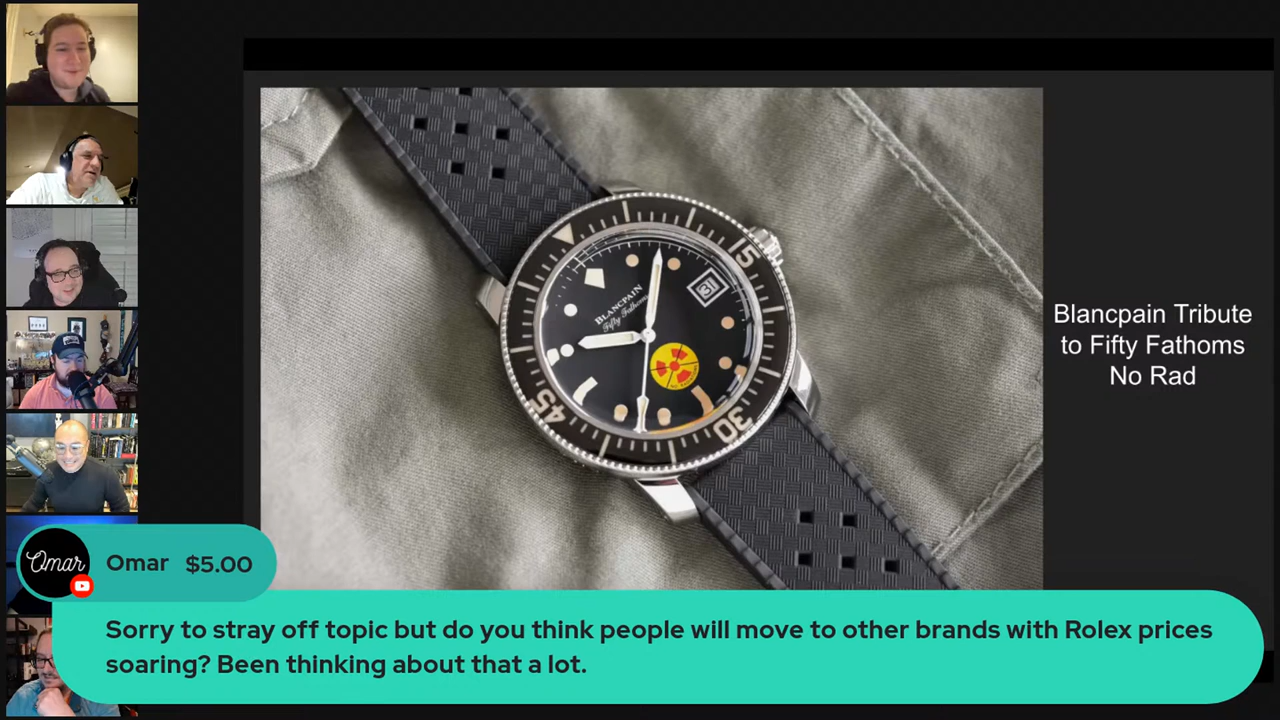 BLANCPAIN
Fifty Fathoms
31
15
30
45
Blancpain Tribute
to Fifty Fathoms
No Rad
Omar
Omar $5.00
Sorry to stray off topic but do you think people will move to other brands with Rolex prices
soaring? Been thinking about that a lot.